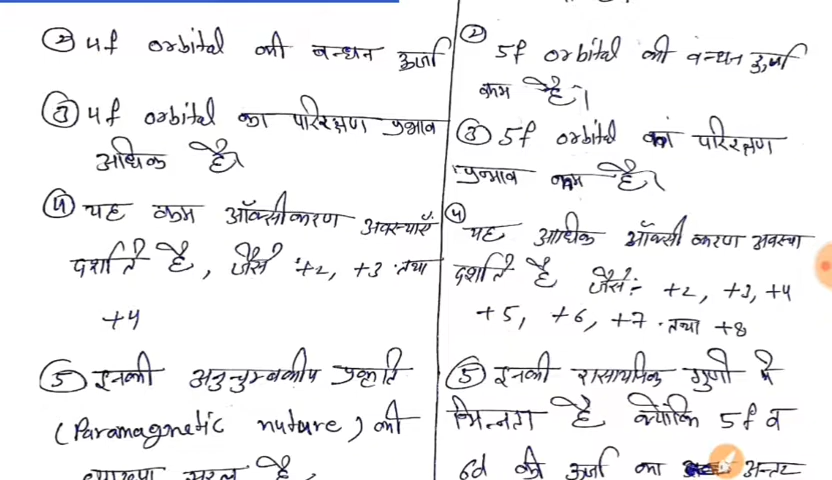 ② 4f orbital की बन्धन ऊर्जा
③ 4f orbital का परिरक्षण प्रभाव
अधिक है।
④ यह कम ऑक्सीकरण अवस्थाएँ
दर्शाते है, जैसे :+2, +3 तथा
+4
⑤ इनकी अनुचुम्बकीय प्रकृति
(Paramagnetic nuture) की
व्याख्या सरल है,
② 5f orbital की बन्धन ऊर्जा
कम है।
③ 5f orbital का परिरक्षण
प्रभाव कम है।
④ यह अधिक ऑक्सीकरण अवस्था
दर्शाते है जैसे:- +2, +3, +4
+5, +6, +7 तथा +8
⑤ इनकी रासायनिक गुणों मे
भिन्नता है क्योकि 5f व
6d की ऊर्जा का अन्तर